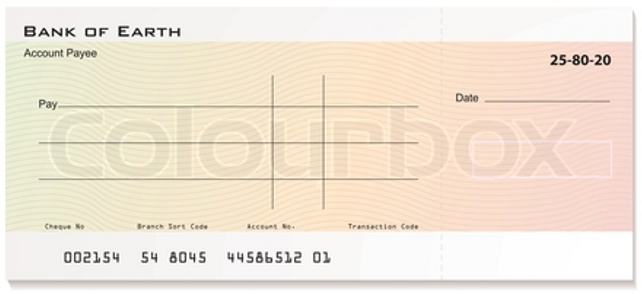 BANK OF EARTH
Account Payee
25-80-20
Pay
Date
colourbox
Cheque No Branch Sort Code Account No. Transaction Code
002154 54 8045 44586512 01